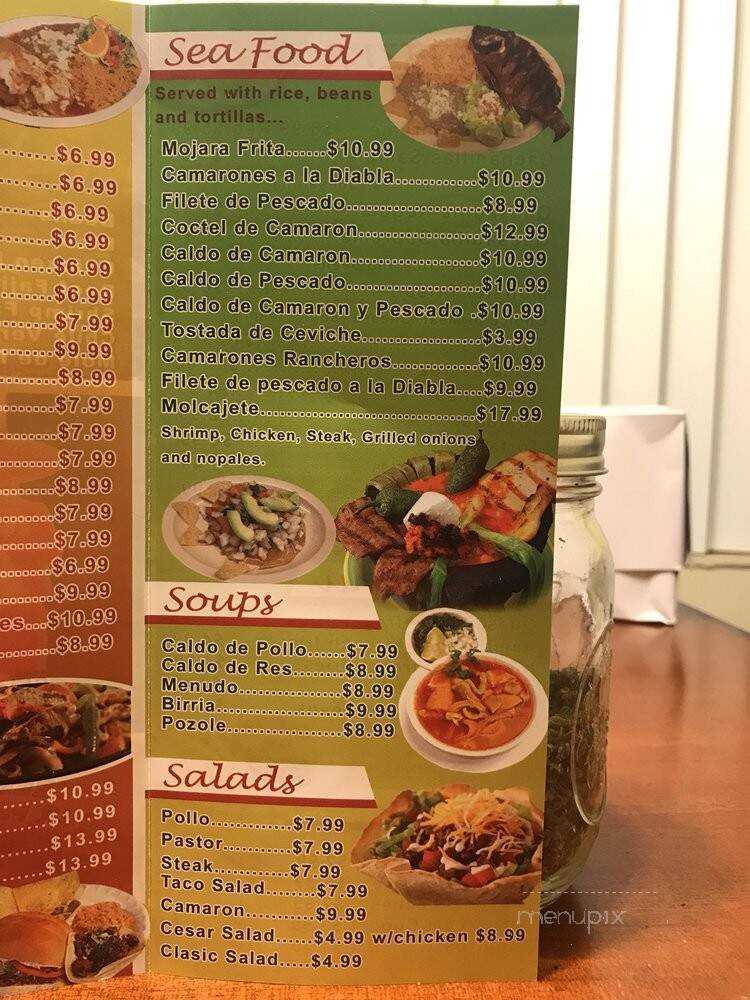 .......$6.99
.......$6.99
.......$6.99
.......$6.99
.......$6.99
.......$6.99
.......$7.99
.......$9.99
.......$8.99
.......$7.99
.......$7.99
.......$7.99
.......$8.99
.......$7.99
.......$7.99
.......$6.99
.......$9.99
es....$10.99
.......$8.99
......$10.99
......$10.99
......$13.99
......$13.99
Sea Food
Served with rice, beans
and tortillas...
Mojara Frita......$10.99
Camarones a la Diabla............$10.99
Filete de Pescado.....................$8.99
Coctel de Camaron...................$12.99
Caldo de Camaron....................$10.99
Caldo de Pescado.....................$10.99
Caldo de Camaron y Pescado .$10.99
Tostada de Ceviche...................$3.99
Camarones Rancheros.............$10.99
Filete de pescado a la Diabla....$9.99
Molcajete..................................$17.99
Shrimp, Chicken, Steak, Grilled onions
and nopales.
Soups
Caldo de Pollo......$7.99
Caldo de Res........$8.99
Menudo................$8.99
Birria....................$9.99
Pozole..................$8.99
Salads
Pollo............$7.99
Pastor..........$7.99
Steak............$7.99
Taco Salad........$7.99
Camaron...........$9.99
Cesar Salad......$4.99 w/chicken $8.99
Clasic Salad.....$4.99
menupix